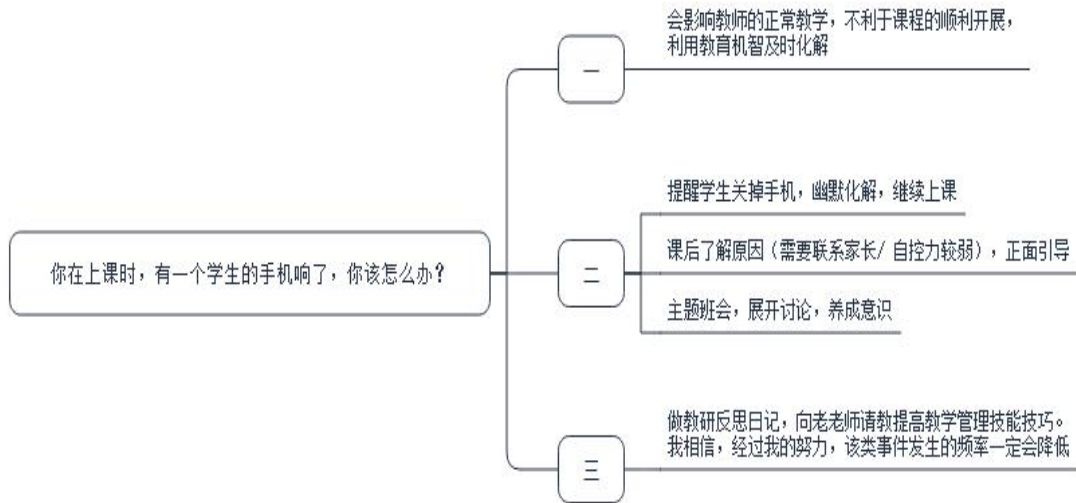 会影响教师的正常教学，不利于课程的顺利开展，
利用教育机智及时化解
一
提醒学生关掉手机，幽默化解，继续上课
你在上课时，有一个学生的手机响了，你该怎么办？
二
课后了解原因（需要联系家长/ 自控力较弱），正面引导
主题班会，展开讨论，养成意识
三
做教研反思日记，向老老师请教提高教学管理技能技巧。
我相信，经过我的努力，该类事件发生的频率一定会降低